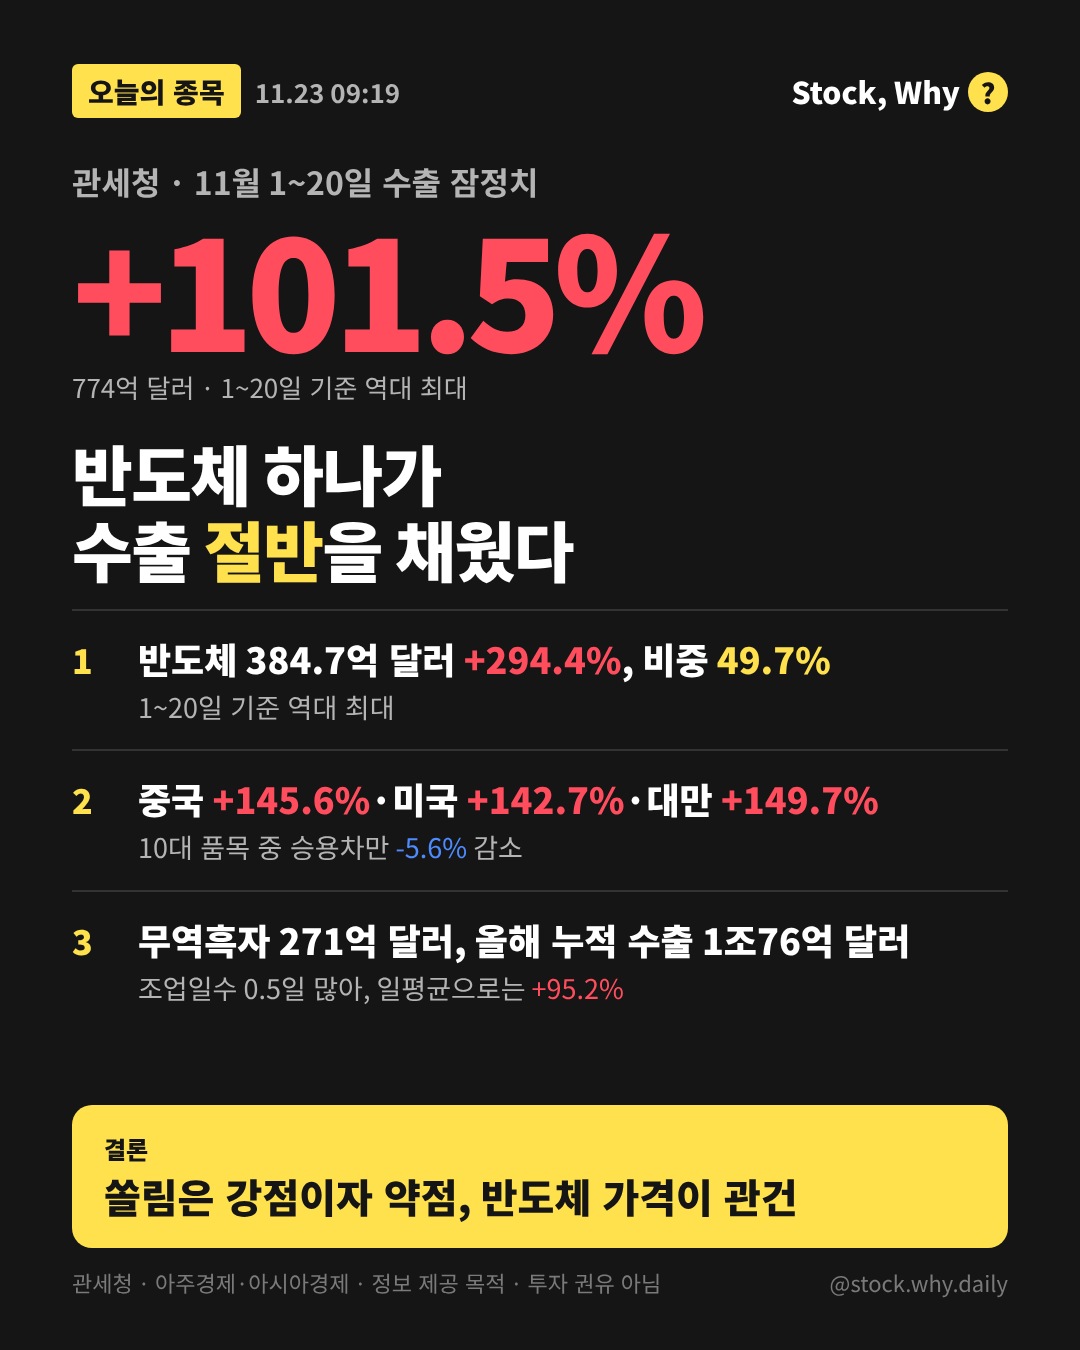 오늘의 종목 11.23 09:19 Stock, Why ?
관세청 · 11월 1~20일 수출 잠정치
+101.5%
774억 달러 · 1~20일 기준 역대 최대
반도체 하나가
수출 절반을 채웠다
1 반도체 384.7억 달러 +294.4%, 비중 49.7%
1~20일 기준 역대 최대
2 중국 +145.6%·미국 +142.7%·대만 +149.7%
10대 품목 중 승용차만 -5.6% 감소
3 무역흑자 271억 달러, 올해 누적 수출 1조76억 달러
조업일수 0.5일 많아, 일평균으로는 +95.2%
결론
쏠림은 강점이자 약점, 반도체 가격이 관건
관세청 · 아주경제·아시아경제 · 정보 제공 목적 · 투자 권유 아님 @stock.why.daily